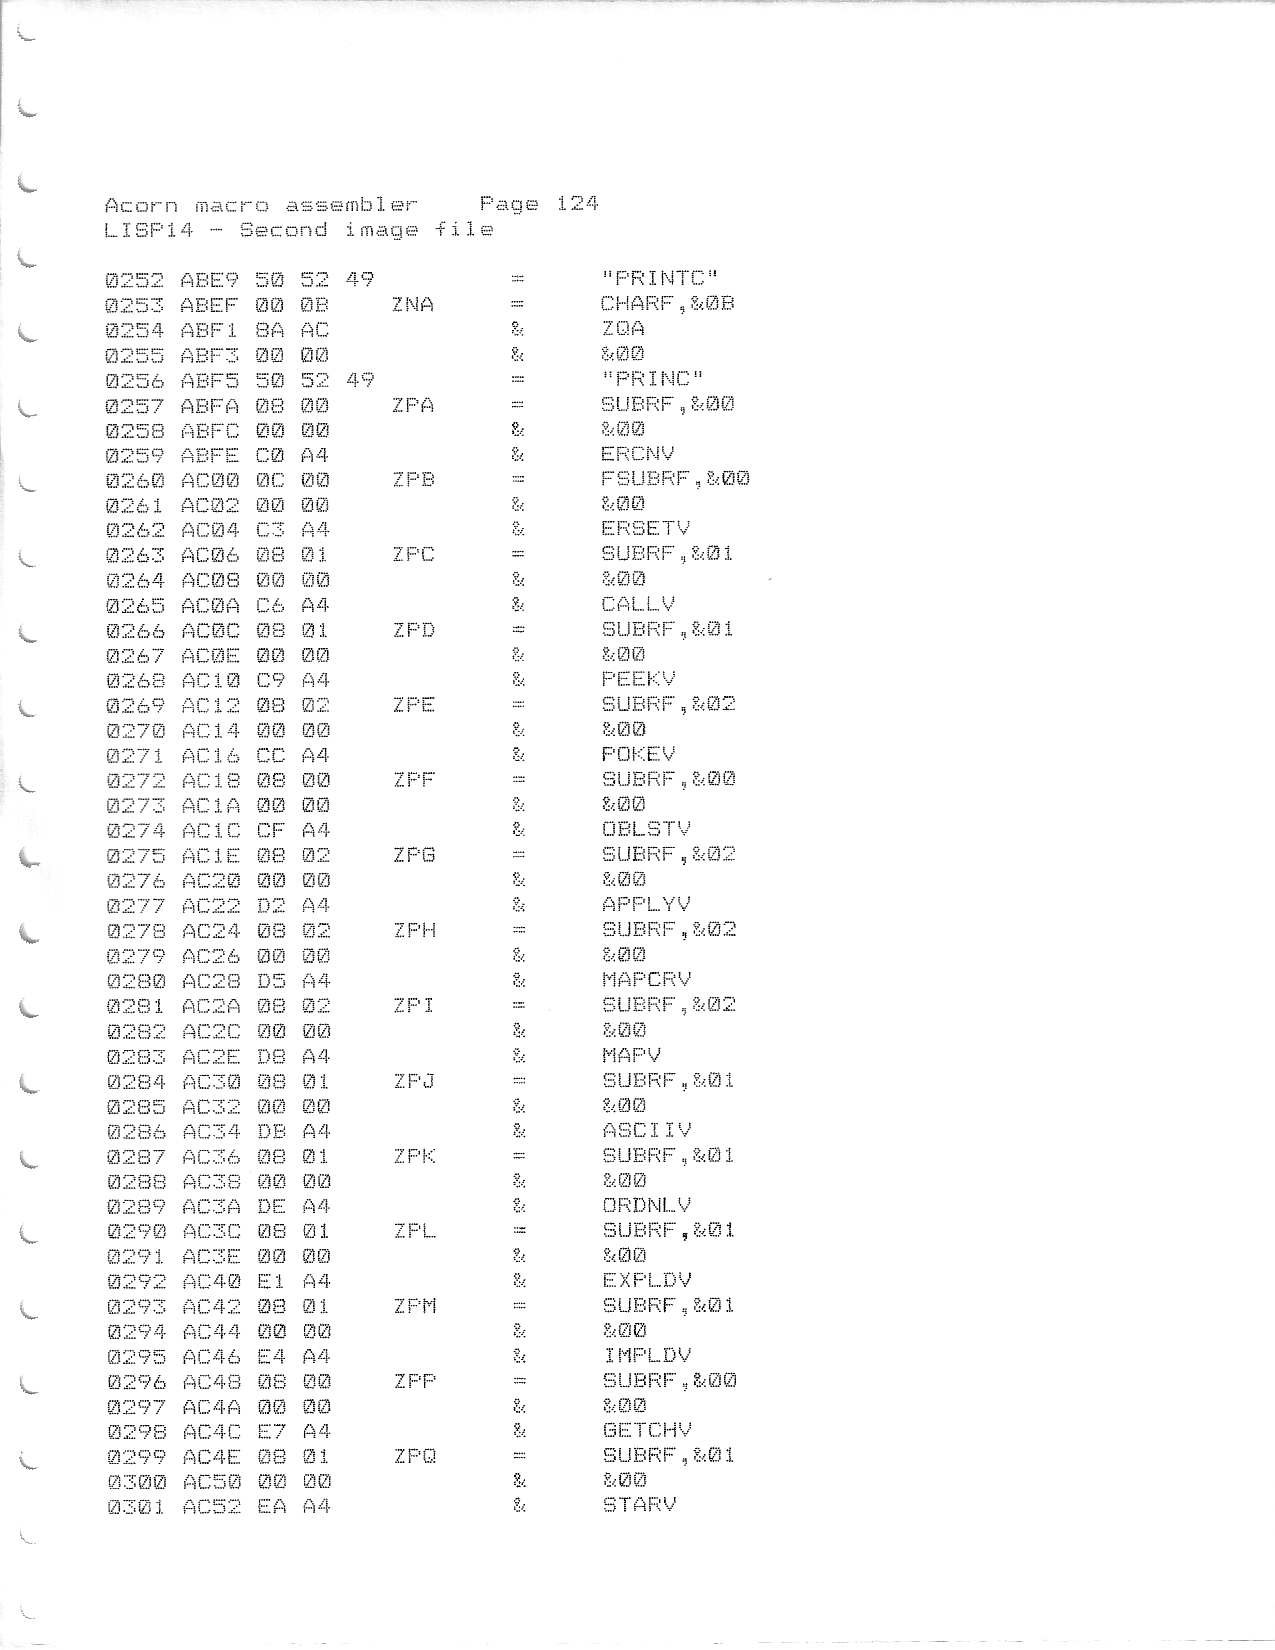 Acorn macro assembler    Page 124
LISP14 - Second image file
0252 ABE9 50 52 49         =     "PRINTC"
0253 ABEF 00 0B    ZNA     =     CHARF,&0B
0254 ABF1 8A AC            &     ZQA
0255 ABF3 00 00            &     &00
0256 ABF5 50 52 49         =     "PRINC"
0257 ABFA 08 00    ZPA     =     SUBRF,&00
0258 ABFC 00 00            &     &00
0259 ABFE C0 A4            &     ERCNV
0260 AC00 0C 00    ZPB     =     FSUBRF,&00
0261 AC02 00 00            &     &00
0262 AC04 C3 A4            &     ERSETV
0263 AC06 08 01    ZPC     =     SUBRF,&01
0264 AC08 00 00            &     &00
0265 AC0A C6 A4            &     CALLV
0266 AC0C 08 01    ZPD     =     SUBRF,&01
0267 AC0E 00 00            &     &00
0268 AC10 C9 A4            &     PEEKV
0269 AC12 08 02    ZPE     =     SUBRF,&02
0270 AC14 00 00            &     &00
0271 AC16 CC A4            &     POKEV
0272 AC18 08 00    ZPF     =     SUBRF,&00
0273 AC1A 00 00            &     &00
0274 AC1C CF A4            &     OBLSTV
0275 AC1E 08 02    ZPG     =     SUBRF,&02
0276 AC20 00 00            &     &00
0277 AC22 D2 A4            &     APPLYV
0278 AC24 08 02    ZPH     =     SUBRF,&02
0279 AC26 00 00            &     &00
0280 AC28 D5 A4            &     MAPCRV
0281 AC2A 08 02    ZPI     =     SUBRF,&02
0282 AC2C 00 00            &     &00
0283 AC2E D8 A4            &     MAPV
0284 AC30 08 01    ZPJ     =     SUBRF,&01
0285 AC32 00 00            &     &00
0286 AC34 DB A4            &     ASCIIV
0287 AC36 08 01    ZPK     =     SUBRF,&01
0288 AC38 00 00            &     &00
0289 AC3A DE A4            &     ORDNLV
0290 AC3C 08 01    ZPL     =     SUBRF,&01
0291 AC3E 00 00            &     &00
0292 AC40 E1 A4            &     EXPLDV
0293 AC42 08 01    ZPM     =     SUBRF,&01
0294 AC44 00 00            &     &00
0295 AC46 E4 A4            &     IMPLDV
0296 AC48 08 00    ZPP     =     SUBRF,&00
0297 AC4A 00 00            &     &00
0298 AC4C E7 A4            &     GETCHV
0299 AC4E 08 01    ZPQ     =     SUBRF,&01
0300 AC50 00 00            &     &00
0301 AC52 EA A4            &     STARV